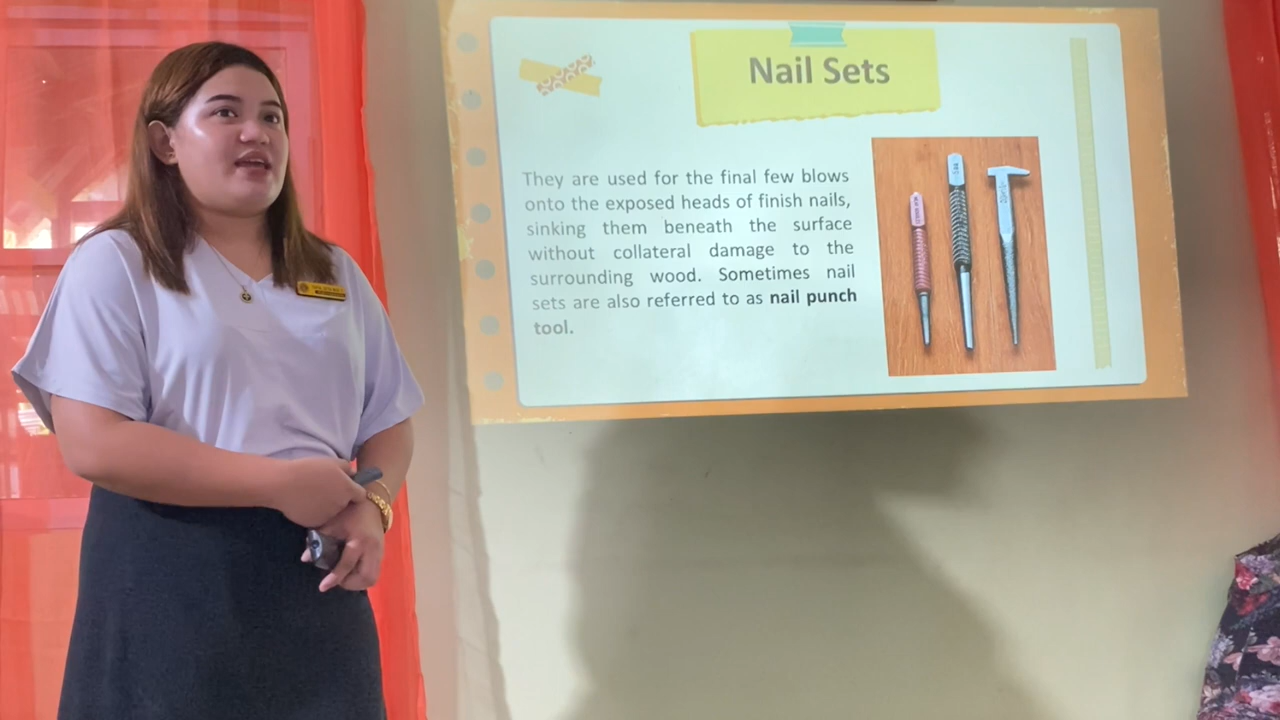 Nail Sets
They are used for the final few blows
onto the exposed heads of finish nails,
sinking them beneath the surface
without collateral damage to the
surrounding wood. Sometimes nail
sets are also referred to as nail punch
tool.